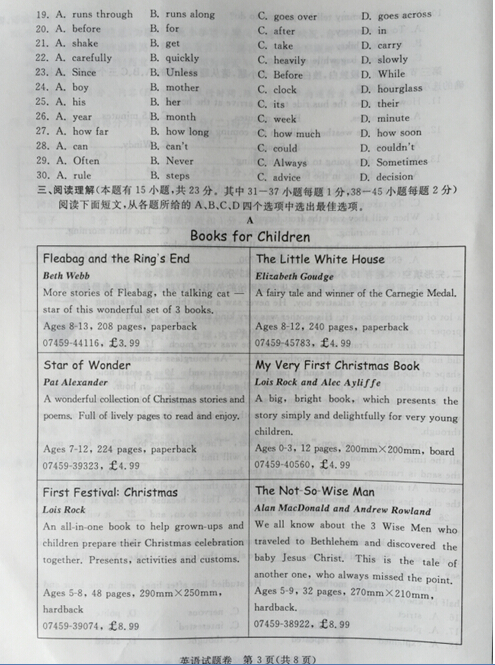 19. A. runs through B. runs along C. goes over D. goes across
20. A. before B. for C. after D. in
21. A. shake B. get C. take D. carry
22. A. carefully B. quickly C. heavily D. slowly
23. A. Since B. Unless C. Before D. While
24. A. boy B. mother C. clock D. hourglass
25. A. his B. her C. its D. their
26. A. year B. month C. week D. minute
27. A. how far B. how long C. how much D. how soon
28. A. can B. can't C. could D. couldn't
29. A. Often B. Never C. Always D. Sometimes
30. A. rule B. steps C. advice D. decision
三、阅读理解(本题有 15 小题,共 23 分。其中 31—37 小题每题 1 分,38—45 小题每题 2 分)
阅读下面短文,从各题所给的 A、B、C、D 四个选项中选出最佳选项。
A
Books for Children
Fleabag and the Ring's End
Beth Webb
More stories of Fleabag, the talking cat —
star of this wonderful set of 3 books.
Ages 8-13, 208 pages, paperback
07459-44116, £3.99
The Little White House
Elizabeth Goudge
A fairy tale and winner of the Carnegie Medal.
Ages 8-12, 240 pages, paperback
07459-45783, £4.99
Star of Wonder
Pat Alexander
A wonderful collection of Christmas stories and
poems. Full of lively pages to read and enjoy.
Ages 7-12, 224 pages, paperback
07459-39323, £4.99
My Very First Christmas Book
Lois Rock and Alec Ayliffe
A big, bright book, which presents the
story simply and delightfully for very young
children.
Ages 0-3, 12 pages, 200mm×200mm, board
07459-40560, £4.99
First Festival: Christmas
Lois Rock
An all-in-one book to help grown-ups and
children prepare their Christmas celebration
together. Presents, activities and customs.
Ages 5-8, 48 pages, 290mm×250mm,
hardback
07459-39074, £8.99
The Not-So-Wise Man
Alan MacDonald and Andrew Rowland
We all know about the 3 Wise Men who
traveled to Bethlehem and discovered the
baby Jesus Christ. This is the tale of
another one, who always missed the point.
Ages 5-9, 32 pages, 270mm×210mm,
hardback.
07459-38922, £8.99
英语试题卷 第 3 页(共 8 页)